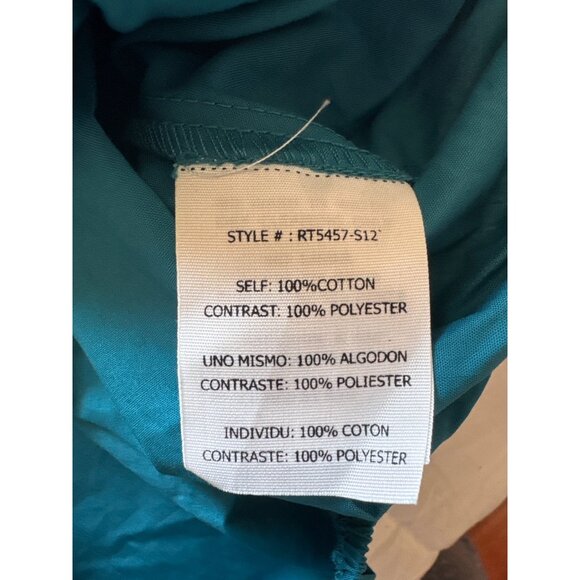 STYLE # : RT5457-S12
SELF: 100%COTTON
CONTRAST: 100% POLYESTER
UNO MISMO: 100% ALGODON
CONTRASTE: 100% POLIESTER
INDIVIDU: 100% COTON
CONTRASTE: 100% POLYESTER